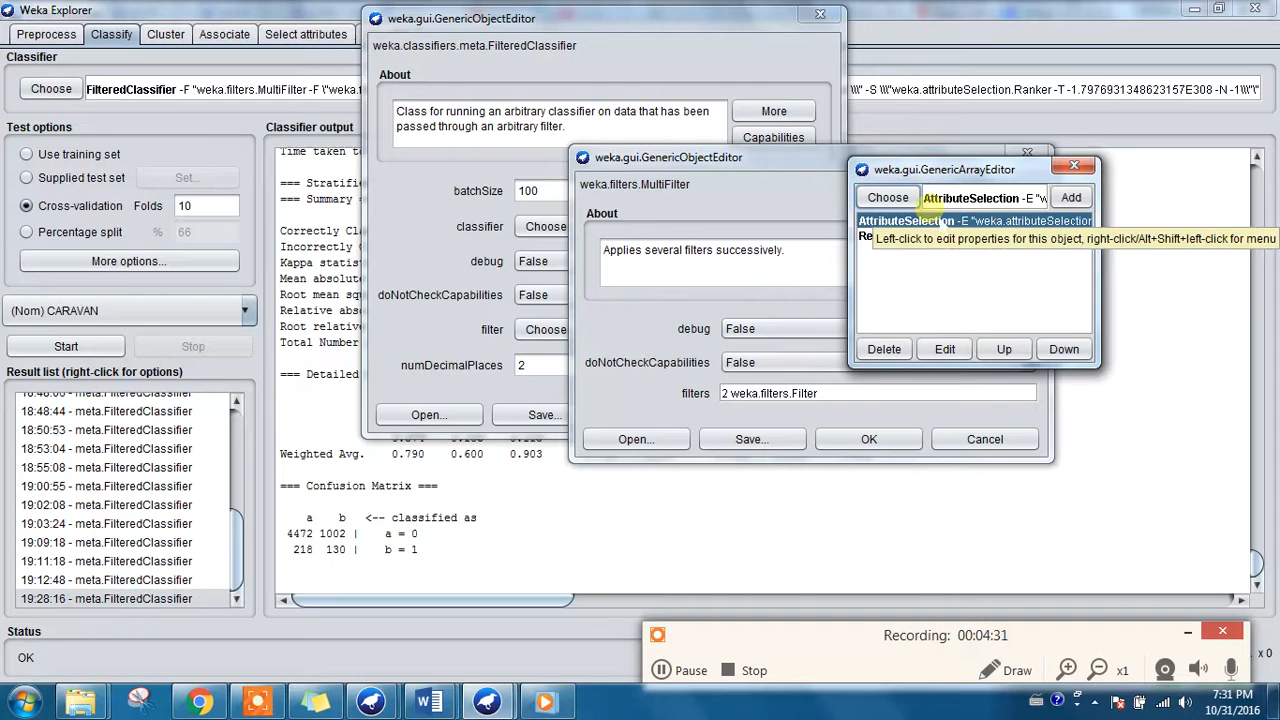 Weka Explorer
Preprocess Classify Cluster Associate Select attributes
Classifier
Choose FilteredClassifier -F "weka.filters.MultiFilter -F \"weka.f
\\\" -S \\\"weka.attributeSelection.Ranker -T -1.7976931348623157E308 -N -1\\\"\"
Test options
Use training set
Supplied test set Set...
Cross-validation Folds 10
Percentage split % 66
More options...
(Nom) CARAVAN
Start Stop
Result list (right-click for options)
18:48:44 - meta.FilteredClassifier
18:50:53 - meta.FilteredClassifier
18:53:04 - meta.FilteredClassifier
18:55:08 - meta.FilteredClassifier
19:00:55 - meta.FilteredClassifier
19:02:08 - meta.FilteredClassifier
19:03:24 - meta.FilteredClassifier
19:09:18 - meta.FilteredClassifier
19:11:18 - meta.FilteredClassifier
19:12:48 - meta.FilteredClassifier
19:28:16 - meta.FilteredClassifier
Classifier output
Time taken to
=== Stratifi
=== Summary
Correctly Cl
Incorrectly
Kappa statis
Mean absolut
Root mean sq
Relative abs
Root relativ
Total Number
=== Detailed
Weighted Avg. 0.790 0.600 0.903
=== Confusion Matrix ===
a b <-- classified as
4472 1002 | a = 0
218 130 | b = 1
weka.gui.GenericObjectEditor
weka.classifiers.meta.FilteredClassifier
About
Class for running an arbitrary classifier on data that has been
passed through an arbitrary filter.
More
Capabilities
batchSize 100
classifier Choose
debug False
doNotCheckCapabilities False
filter Choose
numDecimalPlaces 2
Open... Save...
weka.gui.GenericObjectEditor
weka.filters.MultiFilter
About
Applies several filters successively.
debug False
doNotCheckCapabilities False
filters 2 weka.filters.Filter
Open... Save... OK Cancel
weka.gui.GenericArrayEditor
Choose AttributeSelection -E "w Add
AttributeSelection -E "weka.attributeSelection
Re
Left-click to edit properties for this object, right-click/Alt+Shift+left-click for menu
Delete Edit Up Down
Status
OK
x 0
Recording: 00:04:31
Pause Stop Draw x1
7:31 PM
10/31/2016